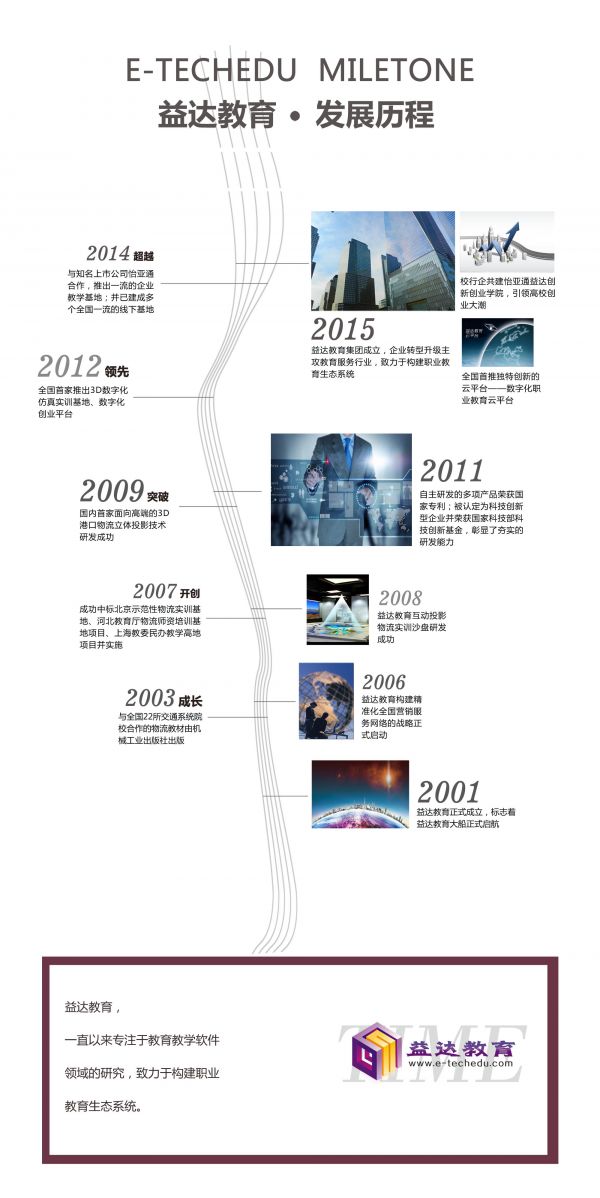 E-TECHEDU MILETONE
益达教育 • 发展历程
2014 超越
与知名上市公司怡亚通
合作，推出一流的企业
教学基地；并已建成多
个全国一流的线下基地
校行企共建怡亚通益达创
新创业学院，引领高校创
业大潮
2015
益达教育集团成立，企业转型升级主
攻教育服务行业，致力于构建职业教
育生态系统
益达教育
云平台
全国首推独特创新的
云平台——数字化职
业教育云平台
2012 领先
全国首家推出3D数字化
仿真实训基地、数字化
创业平台
2011
自主研发的多项产品荣获国
家专利；被认定为科技创新
型企业并荣获国家科技部科
技创新基金，彰显了夯实的
研发能力
2009 突破
国内首家面向高端的3D
港口物流立体投影技术
研发成功
2007 开创
成功中标北京示范性物流实训基
地、河北教育厅物流师资培训基
地项目、上海教委民办教学高地
项目并实施
2008
益达教育互动投影
物流实训沙盘研发
成功
2003 成长
与全国22所交通系统院
校合作的物流教材由机
械工业出版社出版
2006
益达教育构建精
准化全国营销服
务网络的战略正
式启动
2001
益达教育正式成立，标志着
益达教育大船正式启航
益达教育，
一直以来专注于教育教学软件
领域的研究，致力于构建职业
教育生态系统。
TIME
益达教育
www.e-techedu.com